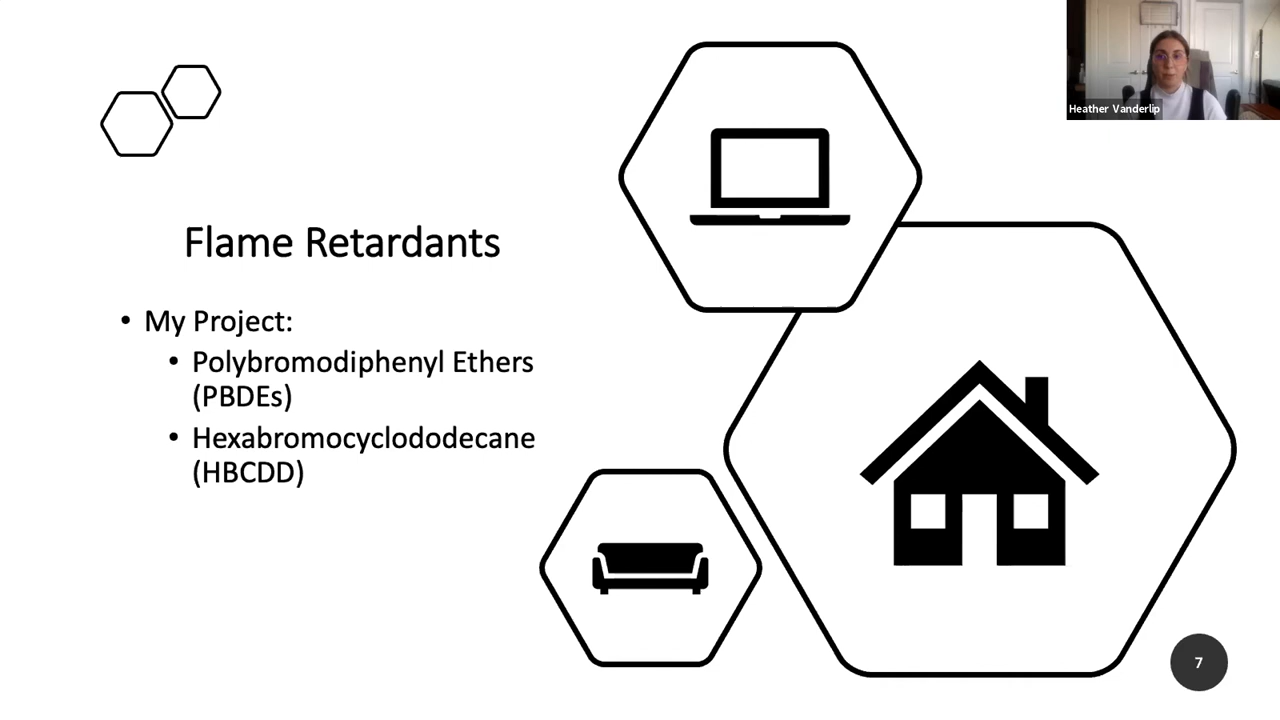 Heather Vanderlip
Flame Retardants
• My Project:
• Polybromodiphenyl Ethers
(PBDEs)
• Hexabromocyclododecane
(HBCDD)
7